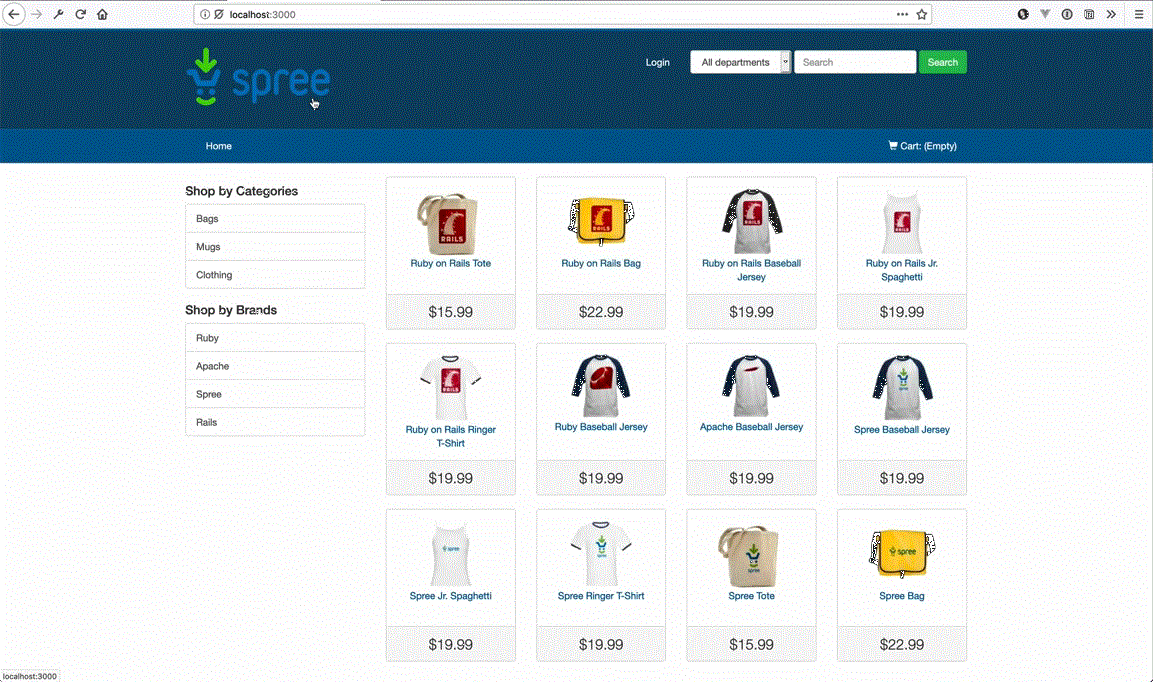 localhost:3000
spree
Login
All departments
Search
Search
Home
Cart: (Empty)
Shop by Categories
Bags
Mugs
Clothing
Shop by Brands
Ruby
Apache
Spree
Rails
RAILS
Ruby on Rails Tote
$15.99
RAILS
Ruby on Rails Bag
$22.99
RAILS
Ruby on Rails Baseball
Jersey
$19.99
RAILS
Ruby on Rails Jr.
Spaghetti
$19.99
RAILS
Ruby on Rails Ringer
T-Shirt
$19.99
Ruby Baseball Jersey
$19.99
Apache Baseball Jersey
$19.99
spree
Spree Baseball Jersey
$19.99
spree
Spree Jr. Spaghetti
$19.99
spree
Spree Ringer T-Shirt
$19.99
spree
Spree Tote
$15.99
spree
Spree Bag
$22.99
localhost:3000